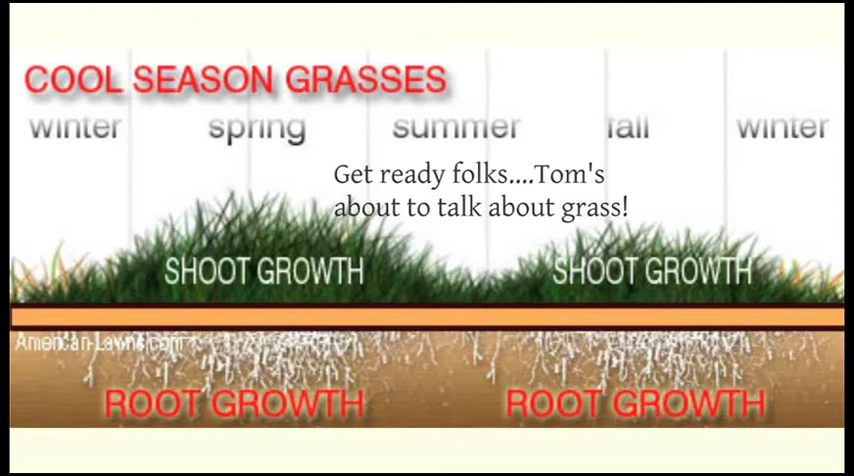 COOL SEASON GRASSES
winter spring summer fall winter
Get ready folks....Tom's
about to talk about grass!
SHOOT GROWTH SHOOT GROWTH
American-Lawns.com
ROOT GROWTH ROOT GROWTH